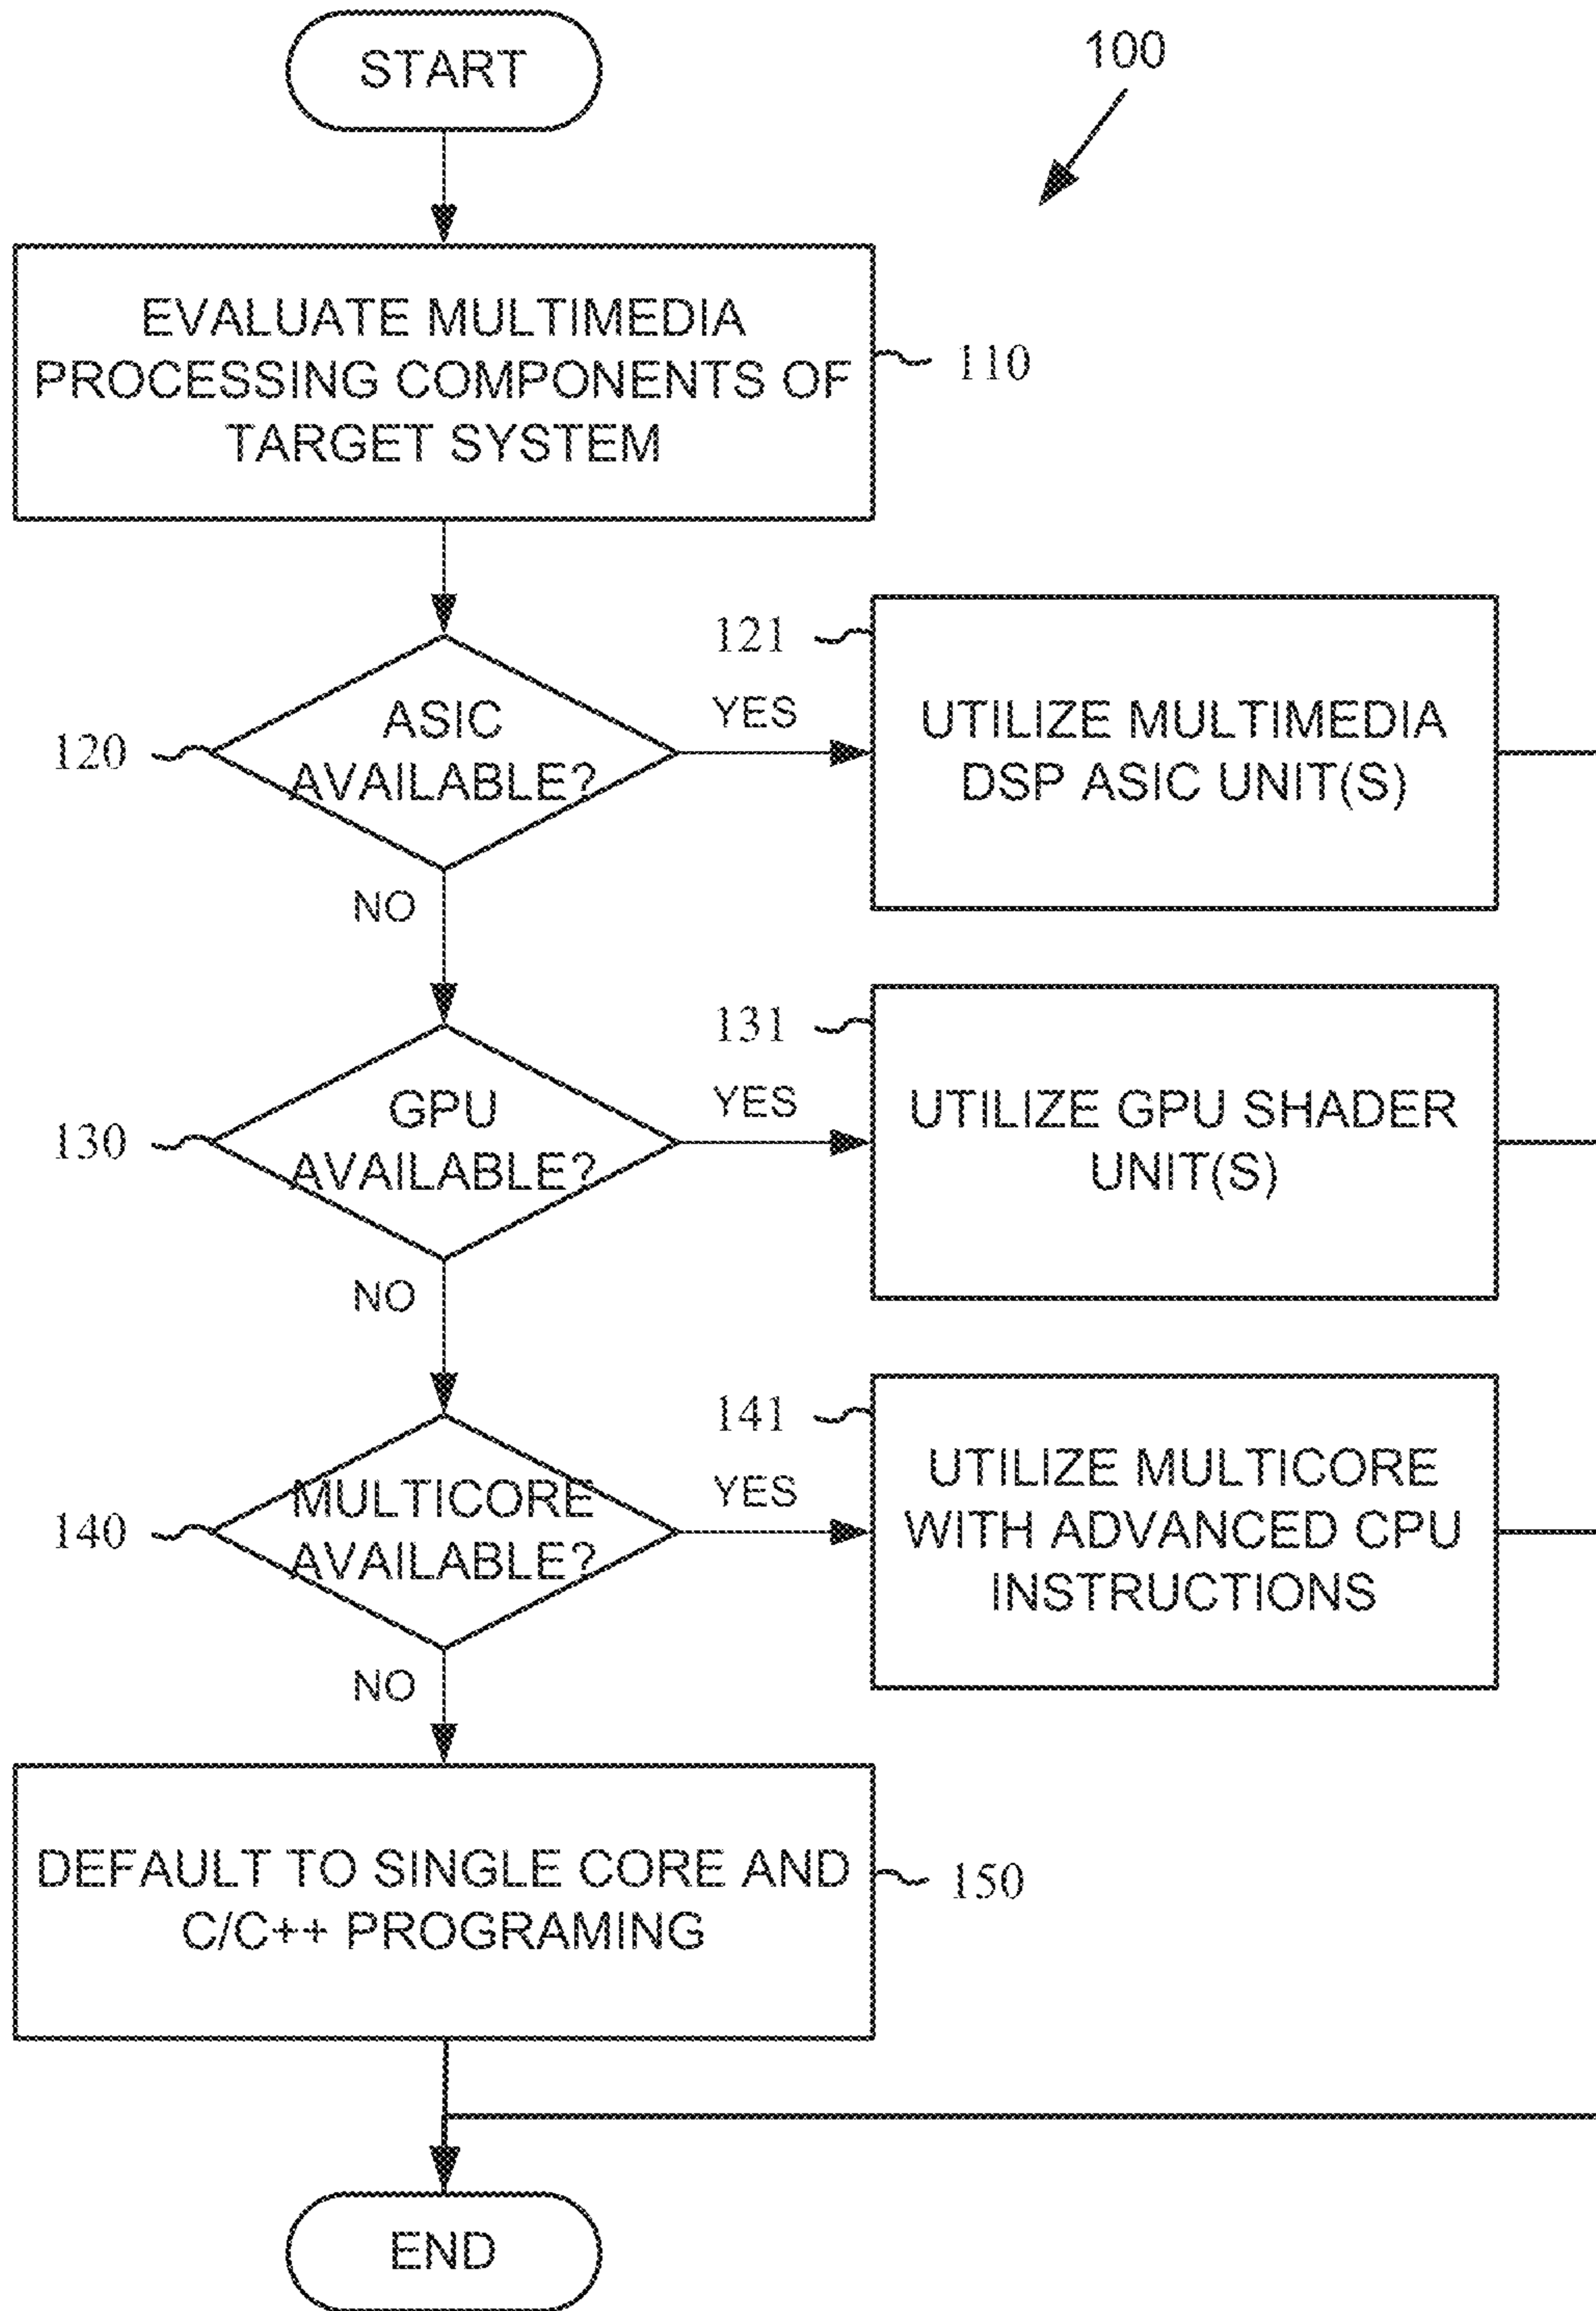 START
100
EVALUATE MULTIMEDIA
PROCESSING COMPONENTS OF
TARGET SYSTEM
110
120
ASIC
AVAILABLE?
YES
121
UTILIZE MULTIMEDIA
DSP ASIC UNIT(S)
NO
130
GPU
AVAILABLE?
YES
131
UTILIZE GPU SHADER
UNIT(S)
NO
140
MULTICORE
AVAILABLE?
YES
141
UTILIZE MULTICORE
WITH ADVANCED CPU
INSTRUCTIONS
NO
DEFAULT TO SINGLE CORE AND
C/C++ PROGRAMING
150
END